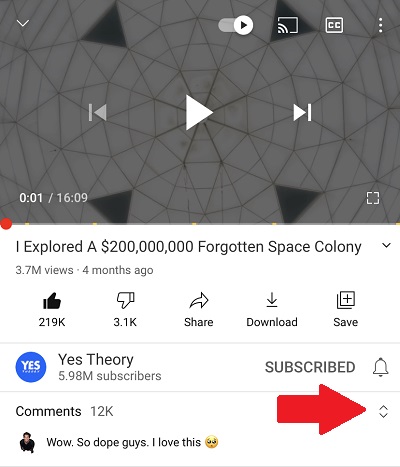 CC
0:01 / 16:09
I Explored A $200,000,000 Forgotten Space Colony
3.7M views · 4 months ago
219K 3.1K Share Download Save
YES
THEORY
Yes Theory
5.98M subscribers
SUBSCRIBED
Comments 12K
Wow. So dope guys. I love this 🥺